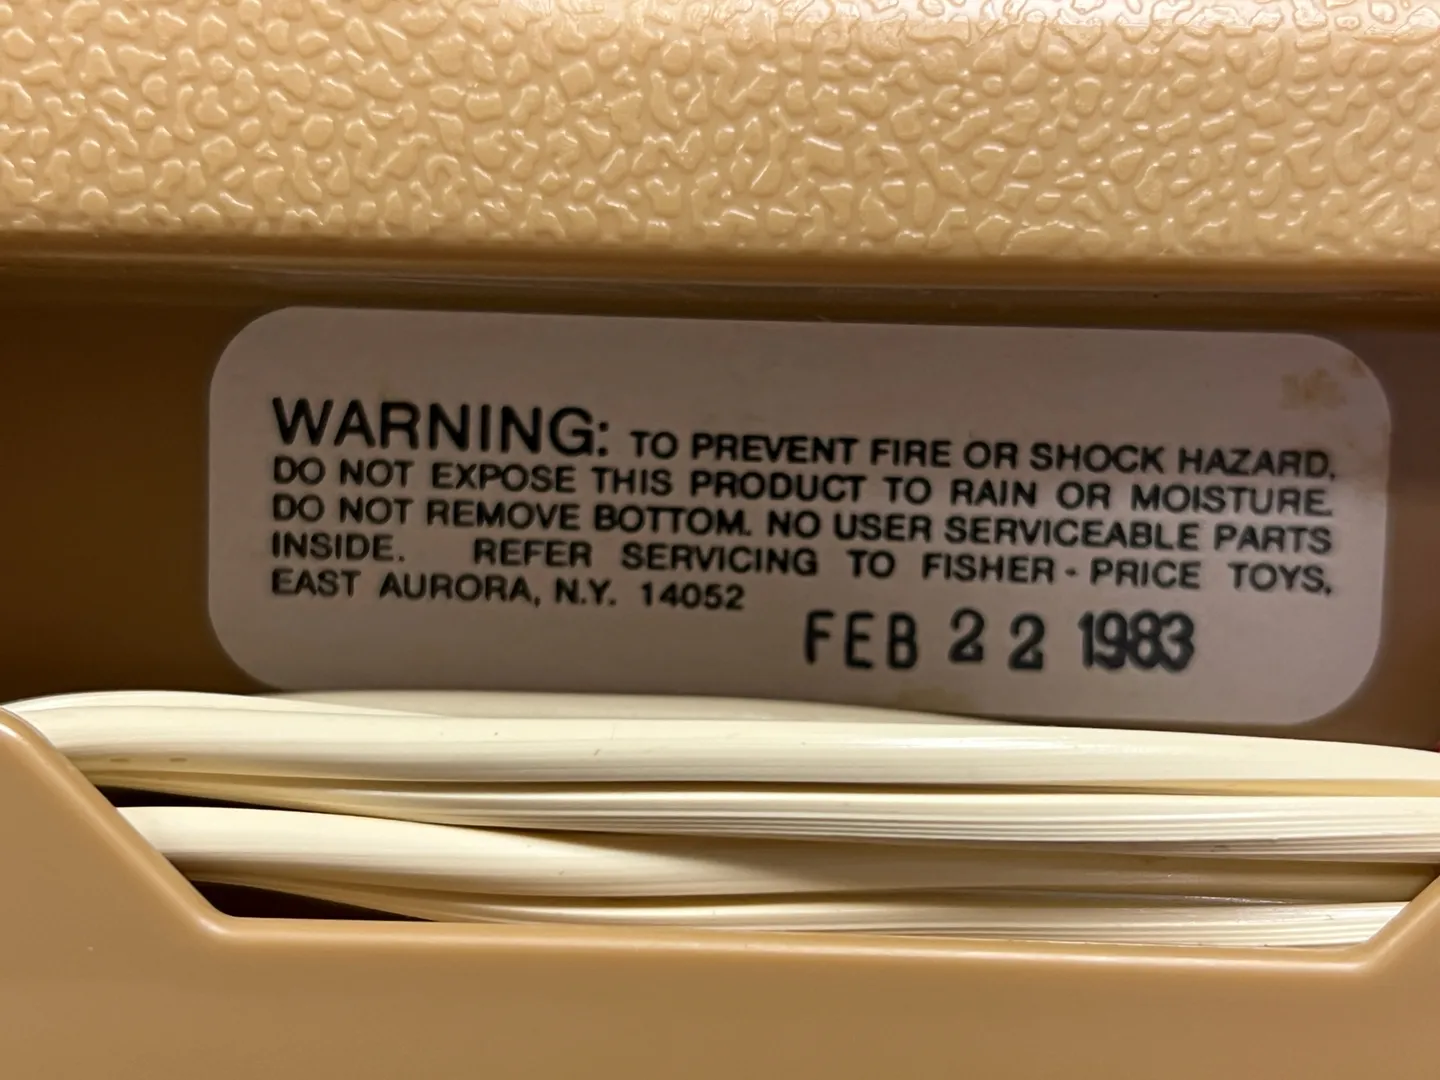 WARNING: TO PREVENT FIRE OR SHOCK HAZARD,
DO NOT EXPOSE THIS PRODUCT TO RAIN OR MOISTURE.
DO NOT REMOVE BOTTOM. NO USER SERVICEABLE PARTS
INSIDE. REFER SERVICING TO FISHER-PRICE TOYS,
EAST AURORA, N.Y. 14052
FEB 22 1983